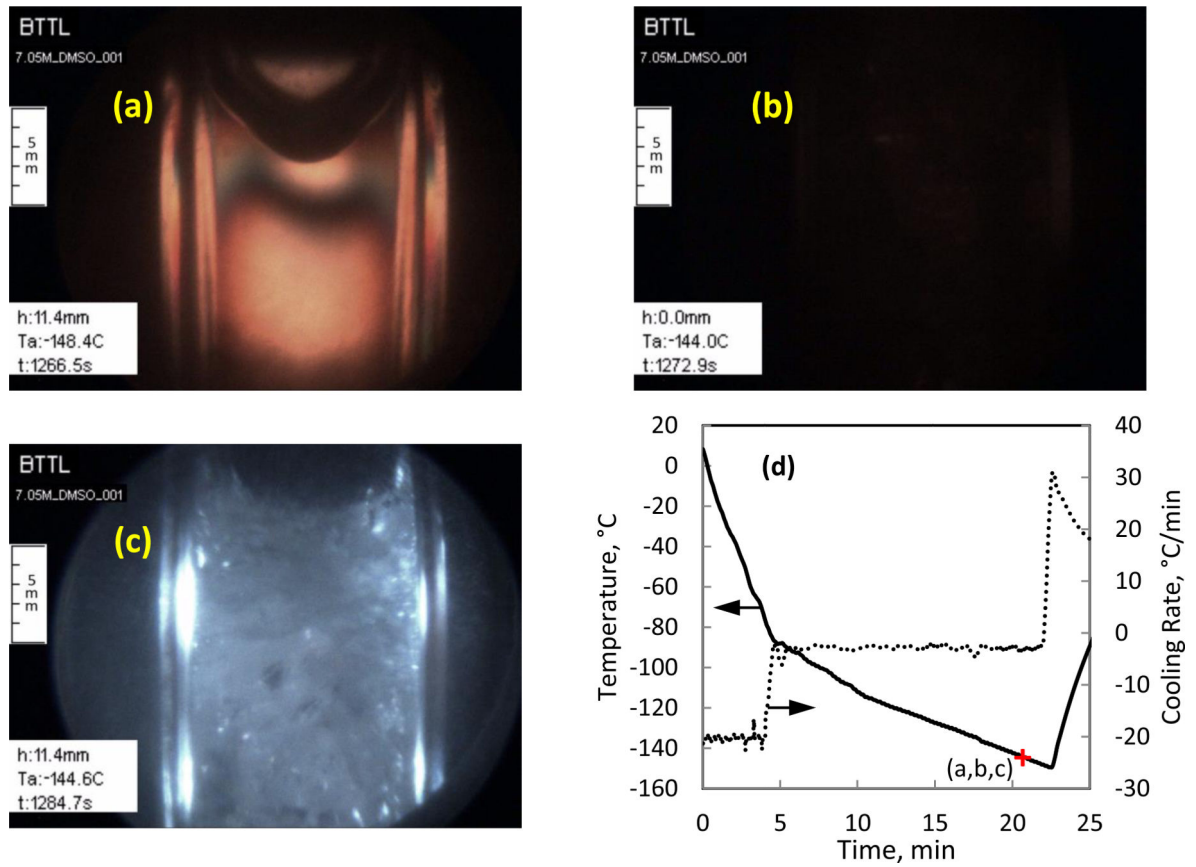 BTTL
7.05M_DMSO_001
(a)
5
m
m
h:11.4mm
Ta:-148.4C
t:1266.5s
BTTL
7.05M_DMSO_001
(b)
5
m
m
h:0.0mm
Ta:-144.0C
t:1272.9s
BTTL
7.05M_DMSO_001
(c)
5
m
m
h:11.4mm
Ta:-144.6C
t:1284.7s
(d)
Temperature, °C
20
0
-20
-40
-60
-80
-100
-120
-140
-160
Cooling Rate, °C/min
40
30
20
10
0
-10
-20
-30
(a,b,c)
0 5 10 15 20 25
Time, min